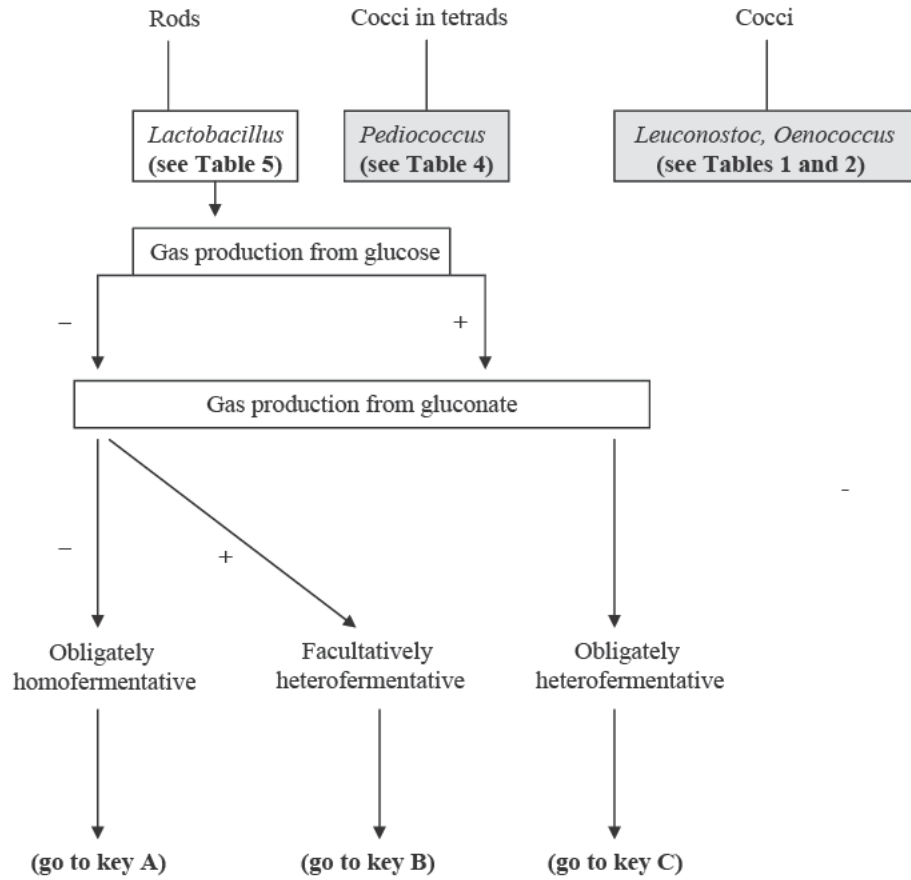 Rods
Cocci in tetrads
Cocci
Lactobacillus
(see Table 5)
Pediococcus
(see Table 4)
Leuconostoc, Oenococcus
(see Tables 1 and 2)
Gas production from glucose
–
+
Gas production from gluconate
-
–
+
Obligately
homofermentative
Facultatively
heterofermentative
Obligately
heterofermentative
(go to key A)
(go to key B)
(go to key C)